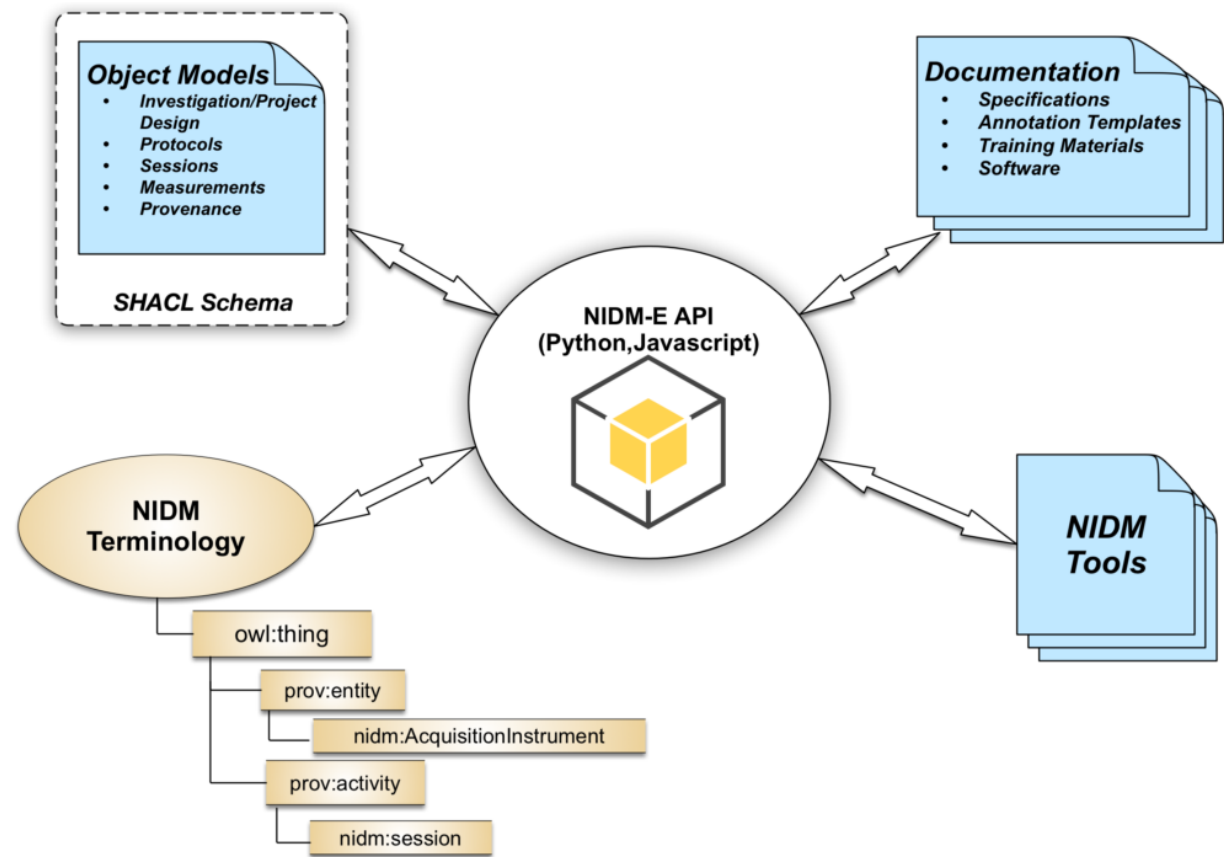 Object Models
• Investigation/Project
Design
• Protocols
• Sessions
• Measurements
• Provenance
SHACL Schema
Documentation
• Specifications
• Annotation Templates
• Training Materials
• Software
NIDM-E API
(Python,Javascript)
NIDM
Terminology
owl:thing
prov:entity
nidm:AcquisitionInstrument
prov:activity
nidm:session
NIDM
Tools